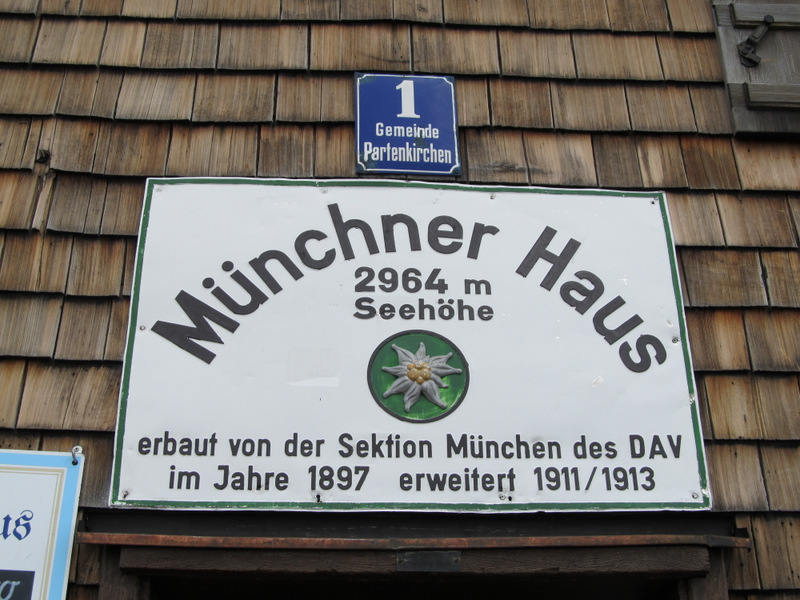 1
Gemeinde
Partenkirchen
Münchner Haus
2964 m
Seehöhe
erbaut von der Sektion München des DAV
im Jahre 1897 erweitert 1911/1913